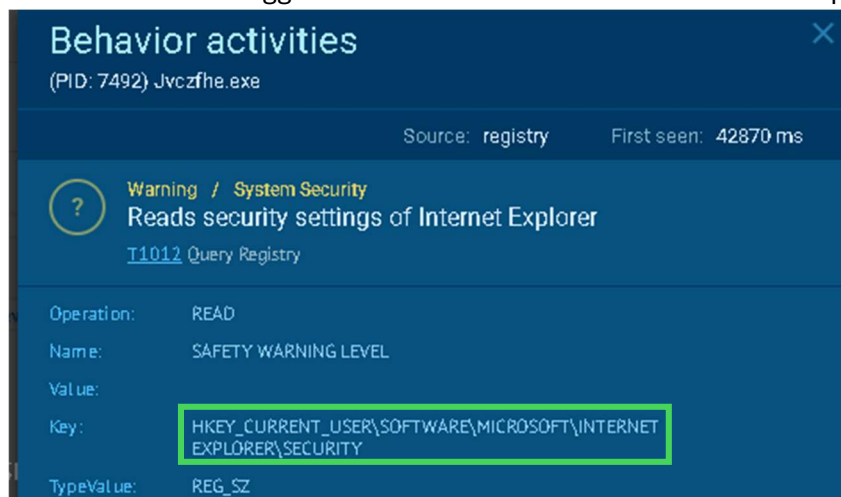 Behavior activities
(PID: 7492) Jvczfhe.exe
Source: registry First seen: 42870 ms
Warning / System Security
? Reads security settings of Internet Explorer
T1012 Query Registry
Operation: READ
Name: SAFETY WARNING LEVEL
Value:
Key: HKEY_CURRENT_USER\SOFTWARE\MICROSOFT\INTERNET
EXPLORER\SECURITY
TypeValue: REG_SZ